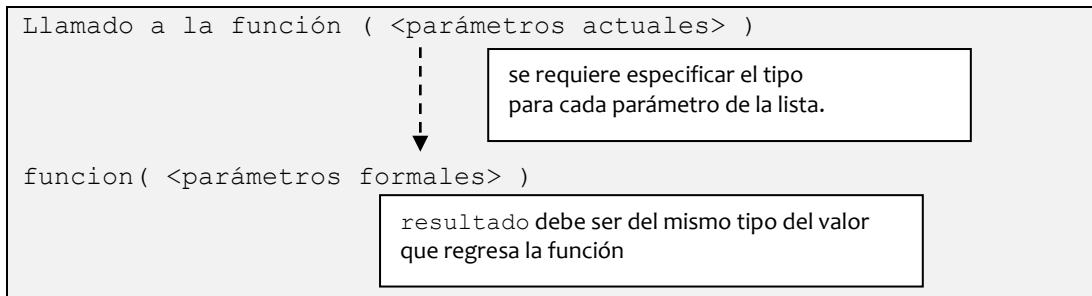 Llamado a la función ( <parámetros actuales> )
se requiere especificar el tipo
para cada parámetro de la lista.
funcion( <parámetros formales> )
resultado debe ser del mismo tipo del valor
que regresa la función